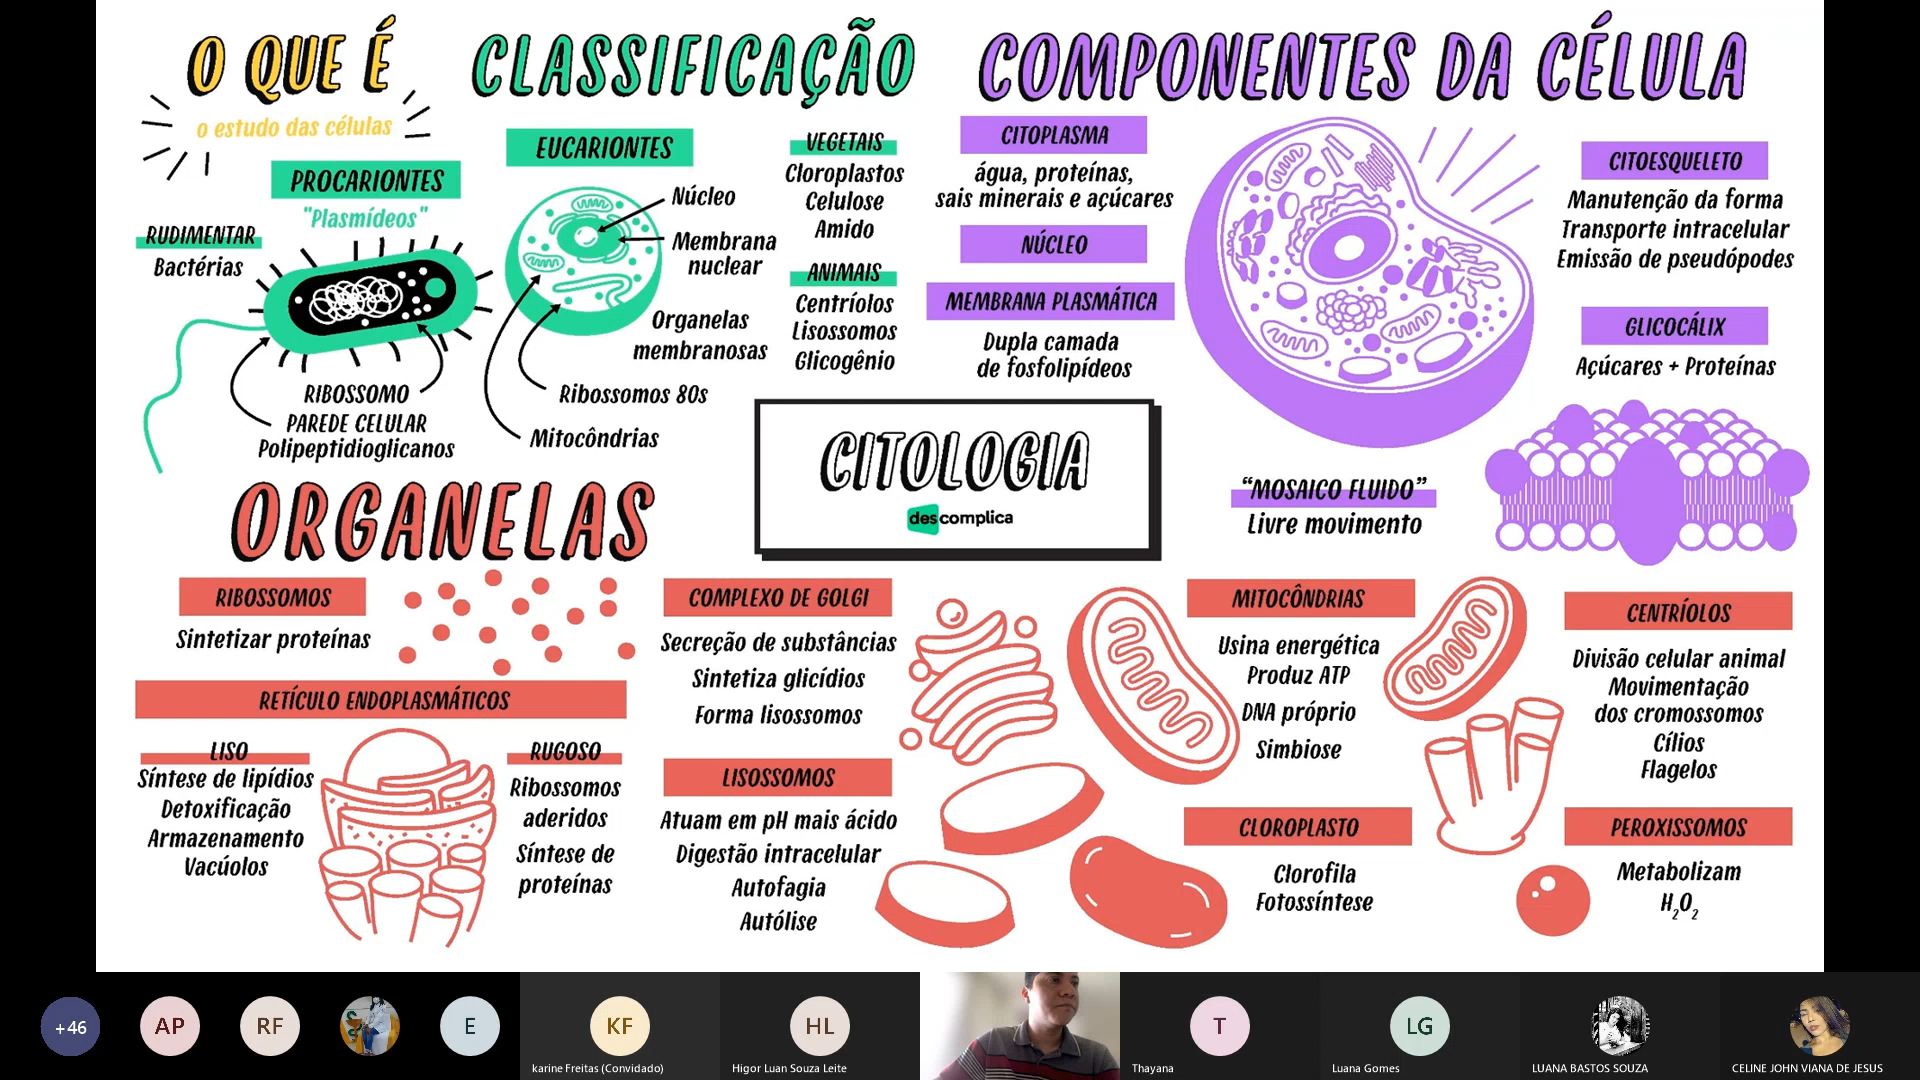 O QUE É
o estudo das células
CLASSIFICAÇÃO
PROCARIONTES
"Plasmídeos"
RUDIMENTAR
Bactérias
RIBOSSOMO
PAREDE CELULAR
Polipeptidioglicanos
EUCARIONTES
Núcleo
Membrana
nuclear
Organelas
membranosas
Ribossomos 80s
Mitocôndrias
VEGETAIS
Cloroplastos
Celulose
Amido
ANIMAIS
Centríolos
Lisossomos
Glicogênio
COMPONENTES DA CÉLULA
CITOPLASMA
água, proteínas,
sais minerais e açúcares
NÚCLEO
MEMBRANA PLASMÁTICA
Dupla camada
de fosfolipídeos
CITOESQUELETO
Manutenção da forma
Transporte intracelular
Emissão de pseudópodes
GLICOCÁLIX
Açúcares + Proteínas
"MOSAICO FLUIDO"
Livre movimento
CITOLOGIA
descomplica
ORGANELAS
RIBOSSOMOS
Sintetizar proteínas
RETÍCULO ENDOPLASMÁTICOS
LISO
Síntese de lipídios
Detoxificação
Armazenamento
Vacúolos
RUGOSO
Ribossomos
aderidos
Síntese de
proteínas
COMPLEXO DE GOLGI
Secreção de substâncias
Sintetiza glicídios
Forma lisossomos
LISOSSOMOS
Atuam em pH mais ácido
Digestão intracelular
Autofagia
Autólise
MITOCÔNDRIAS
Usina energética
Produz ATP
DNA próprio
Simbiose
CLOROPLASTO
Clorofila
Fotossíntese
CENTRÍOLOS
Divisão celular animal
Movimentação
dos cromossomos
Cílios
Flagelos
PEROXISSOMOS
Metabolizam
H₂O₂
+46
AP
RF
E
KF
karine Freitas (Convidado)
HL
Higor Luan Souza Leite
T
Thayana
LG
Luana Gomes
LUANA BASTOS SOUZA
CELINE JOHN VIANA DE JESUS